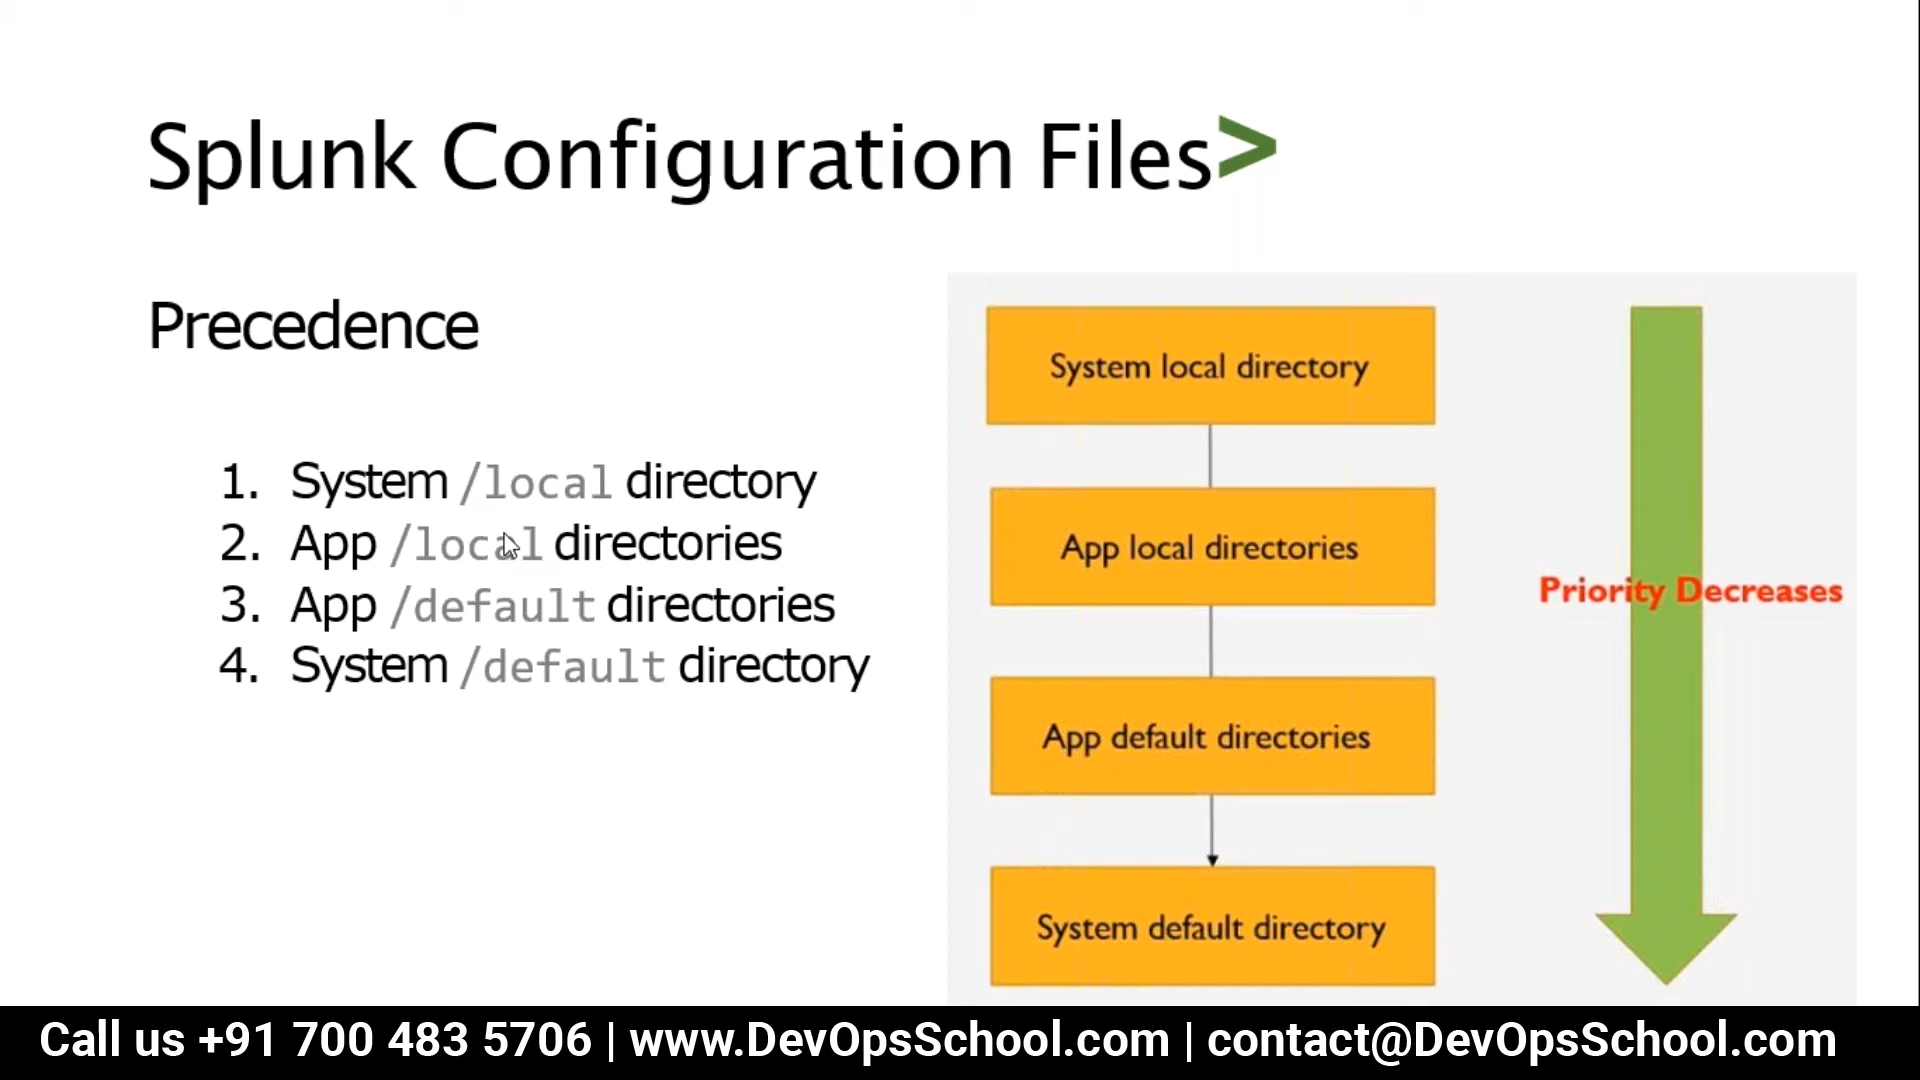 Splunk Configuration Files>
Precedence
1. System /local directory
2. App /local directories
3. App /default directories
4. System /default directory
System local directory
App local directories
App default directories
System default directory
Priority Decreases
Call us +91 700 483 5706 | www.DevOpsSchool.com | contact@DevOpsSchool.com